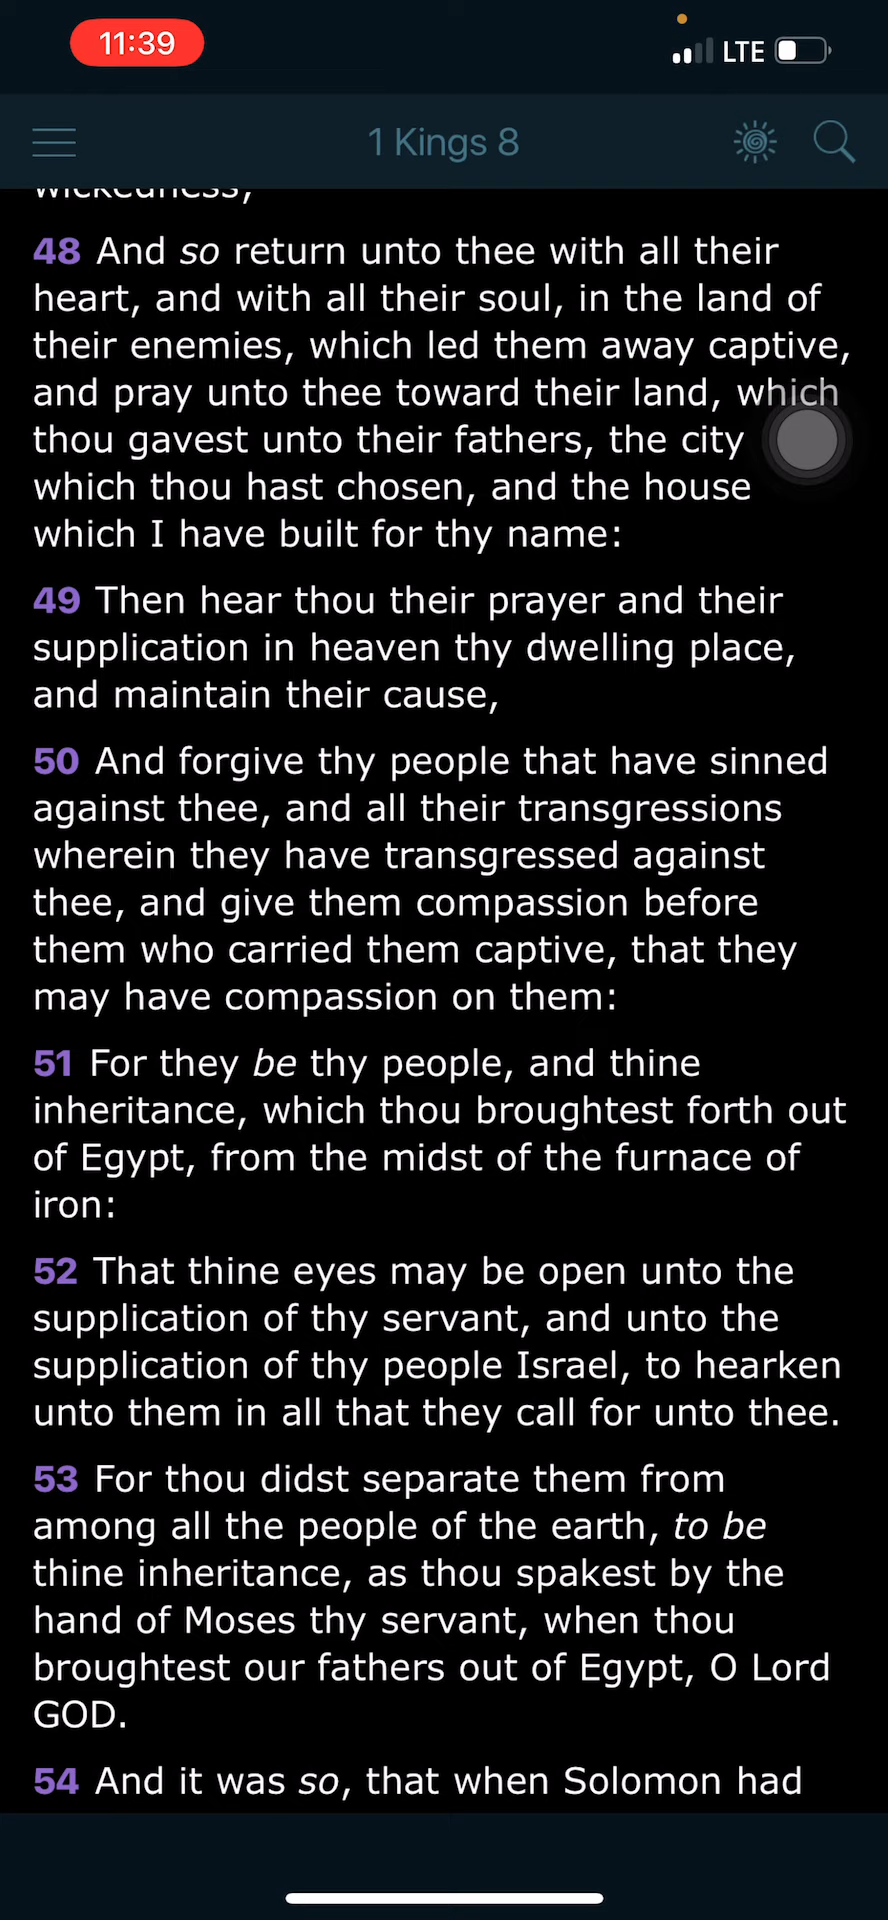 11:39
LTE
1 Kings 8
wickedness,
48 And so return unto thee with all their
heart, and with all their soul, in the land of
their enemies, which led them away captive,
and pray unto thee toward their land, which
thou gavest unto their fathers, the city
which thou hast chosen, and the house
which I have built for thy name:
49 Then hear thou their prayer and their
supplication in heaven thy dwelling place,
and maintain their cause,
50 And forgive thy people that have sinned
against thee, and all their transgressions
wherein they have transgressed against
thee, and give them compassion before
them who carried them captive, that they
may have compassion on them:
51 For they be thy people, and thine
inheritance, which thou broughtest forth out
of Egypt, from the midst of the furnace of
iron:
52 That thine eyes may be open unto the
supplication of thy servant, and unto the
supplication of thy people Israel, to hearken
unto them in all that they call for unto thee.
53 For thou didst separate them from
among all the people of the earth, to be
thine inheritance, as thou spakest by the
hand of Moses thy servant, when thou
broughtest our fathers out of Egypt, O Lord
GOD.
54 And it was so, that when Solomon had